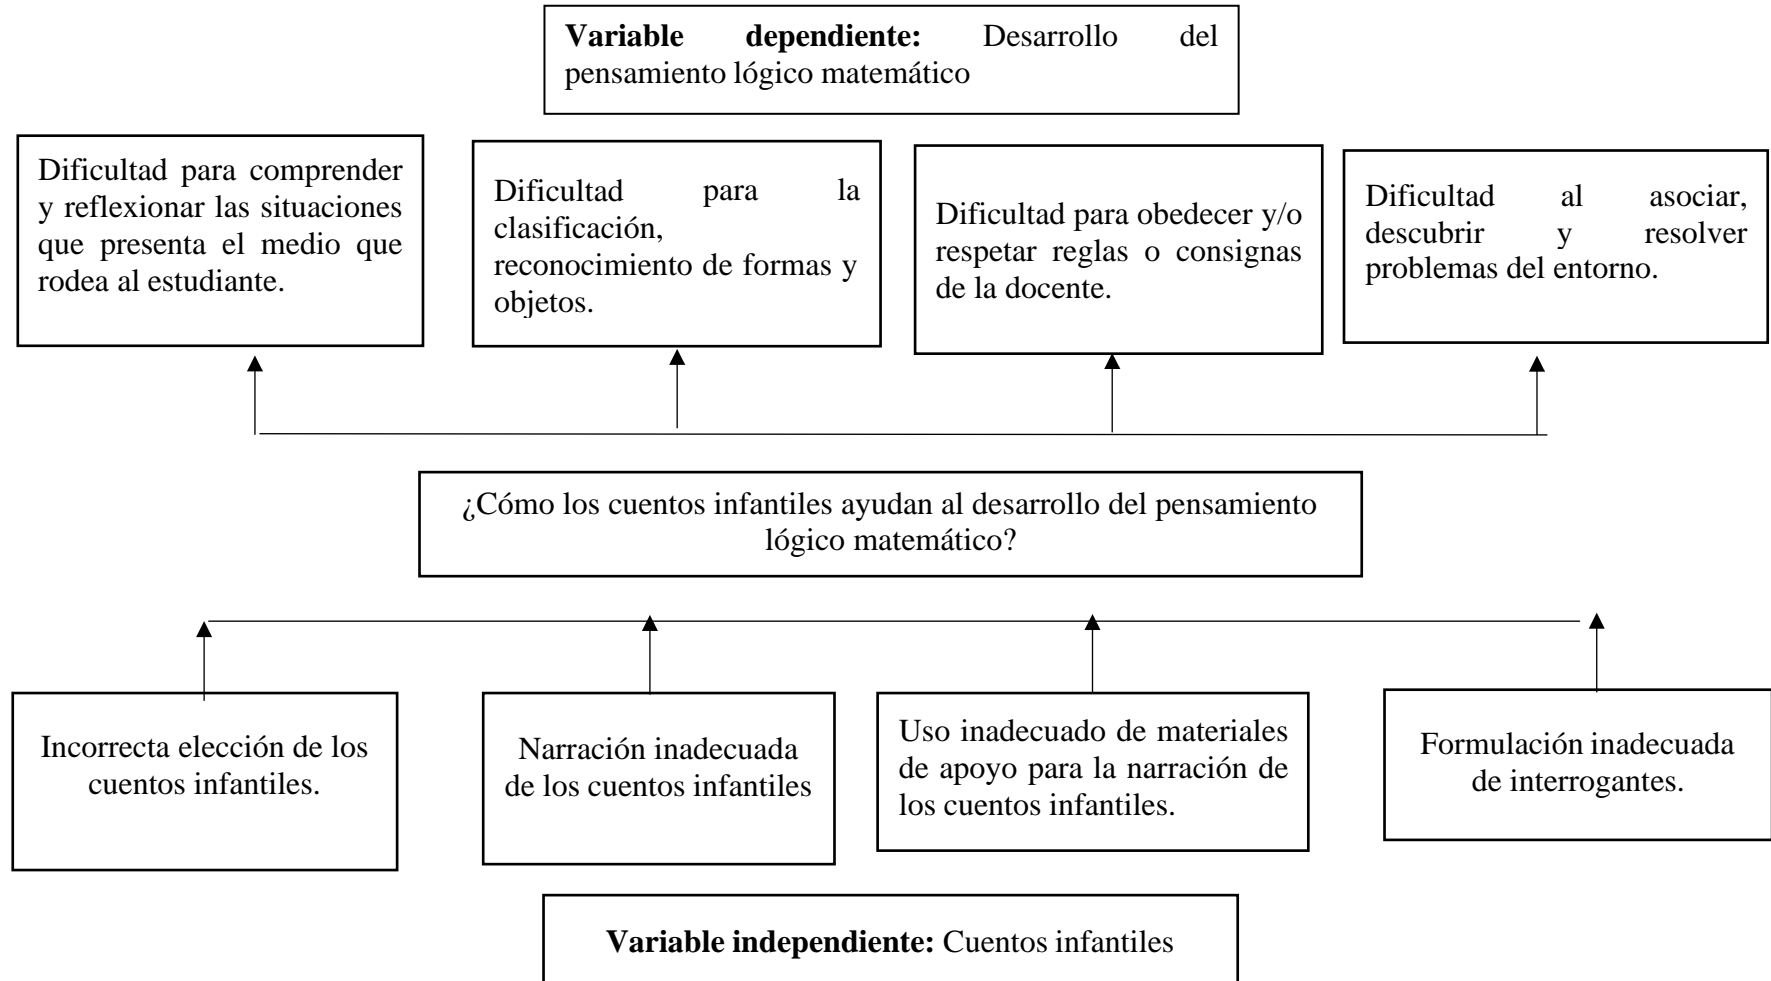 Variable dependiente: Desarrollo del
pensamiento lógico matemático
Dificultad para comprender
y reflexionar las situaciones
que presenta el medio que
rodea al estudiante.
Dificultad para la
clasificación,
reconocimiento de formas y
objetos.
Dificultad para obedecer y/o
respetar reglas o consignas
de la docente.
Dificultad al asociar,
descubrir y resolver
problemas del entorno.
¿Cómo los cuentos infantiles ayudan al desarrollo del pensamiento
lógico matemático?
Incorrecta elección de los
cuentos infantiles.
Narración inadecuada
de los cuentos infantiles
Uso inadecuado de materiales
de apoyo para la narración de
los cuentos infantiles.
Formulación inadecuada
de interrogantes.
Variable independiente: Cuentos infantiles